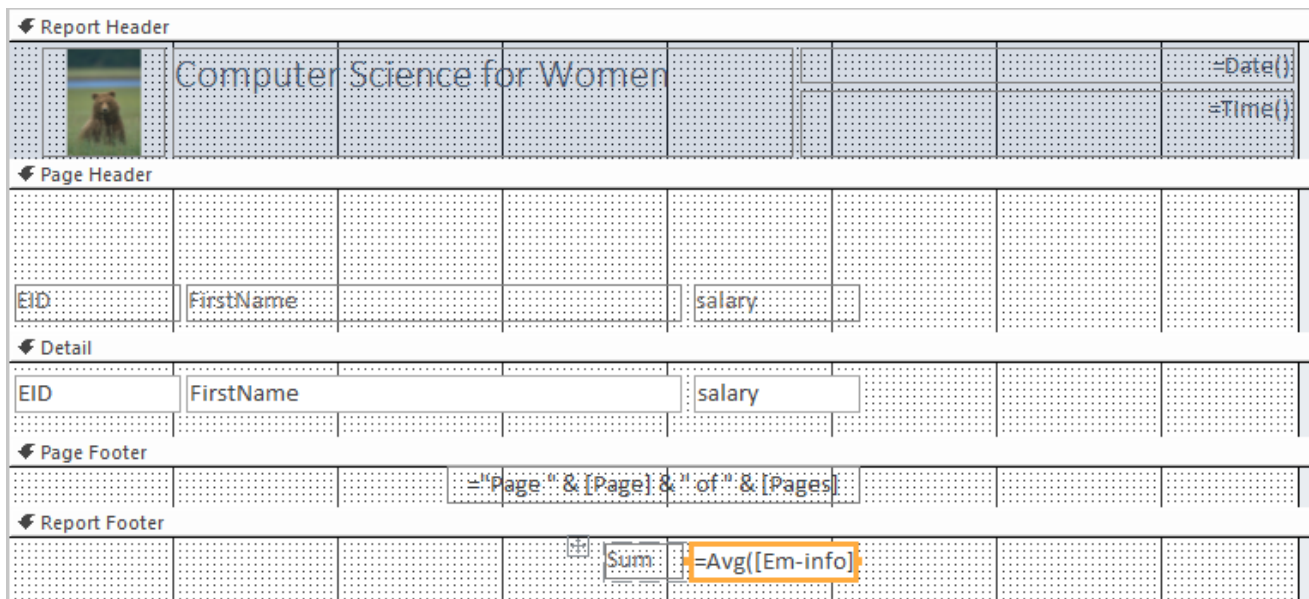 Report Header
Computer Science for Women
=Date()
=Time()
Page Header
EID FirstName salary
Detail
EID FirstName salary
Page Footer
="Page " & [Page] & " of " & [Pages]
Report Footer
Sum =Avg([Em-info]